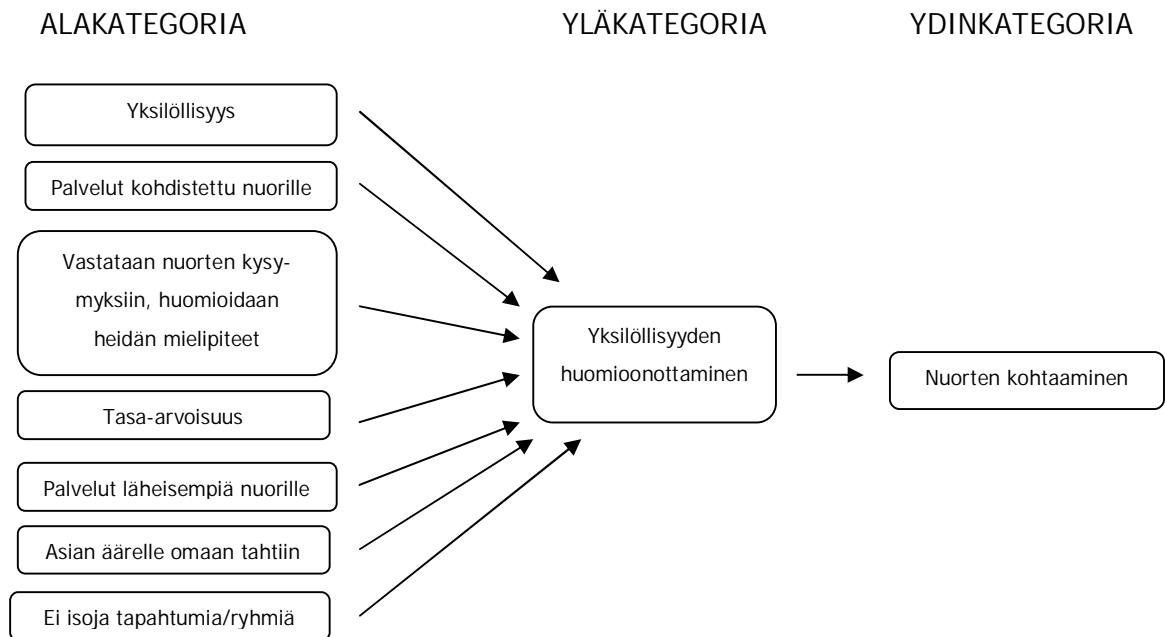 ALAKATEGORIA
YLÄKATEGORIA
YDINKATEGORIA
Yksilöllisyys
Palvelut kohdistettu nuorille
Vastataan nuorten kysy-
myksiin, huomioidaan
heidän mielipiteet
Tasa-arvoisuus
Palvelut läheisempiä nuorille
Asian äärelle omaan tahtiin
Ei isoja tapahtumia/ryhmiä
Yksilöllisyyden
huomioonottaminen
Nuorten kohtaaminen